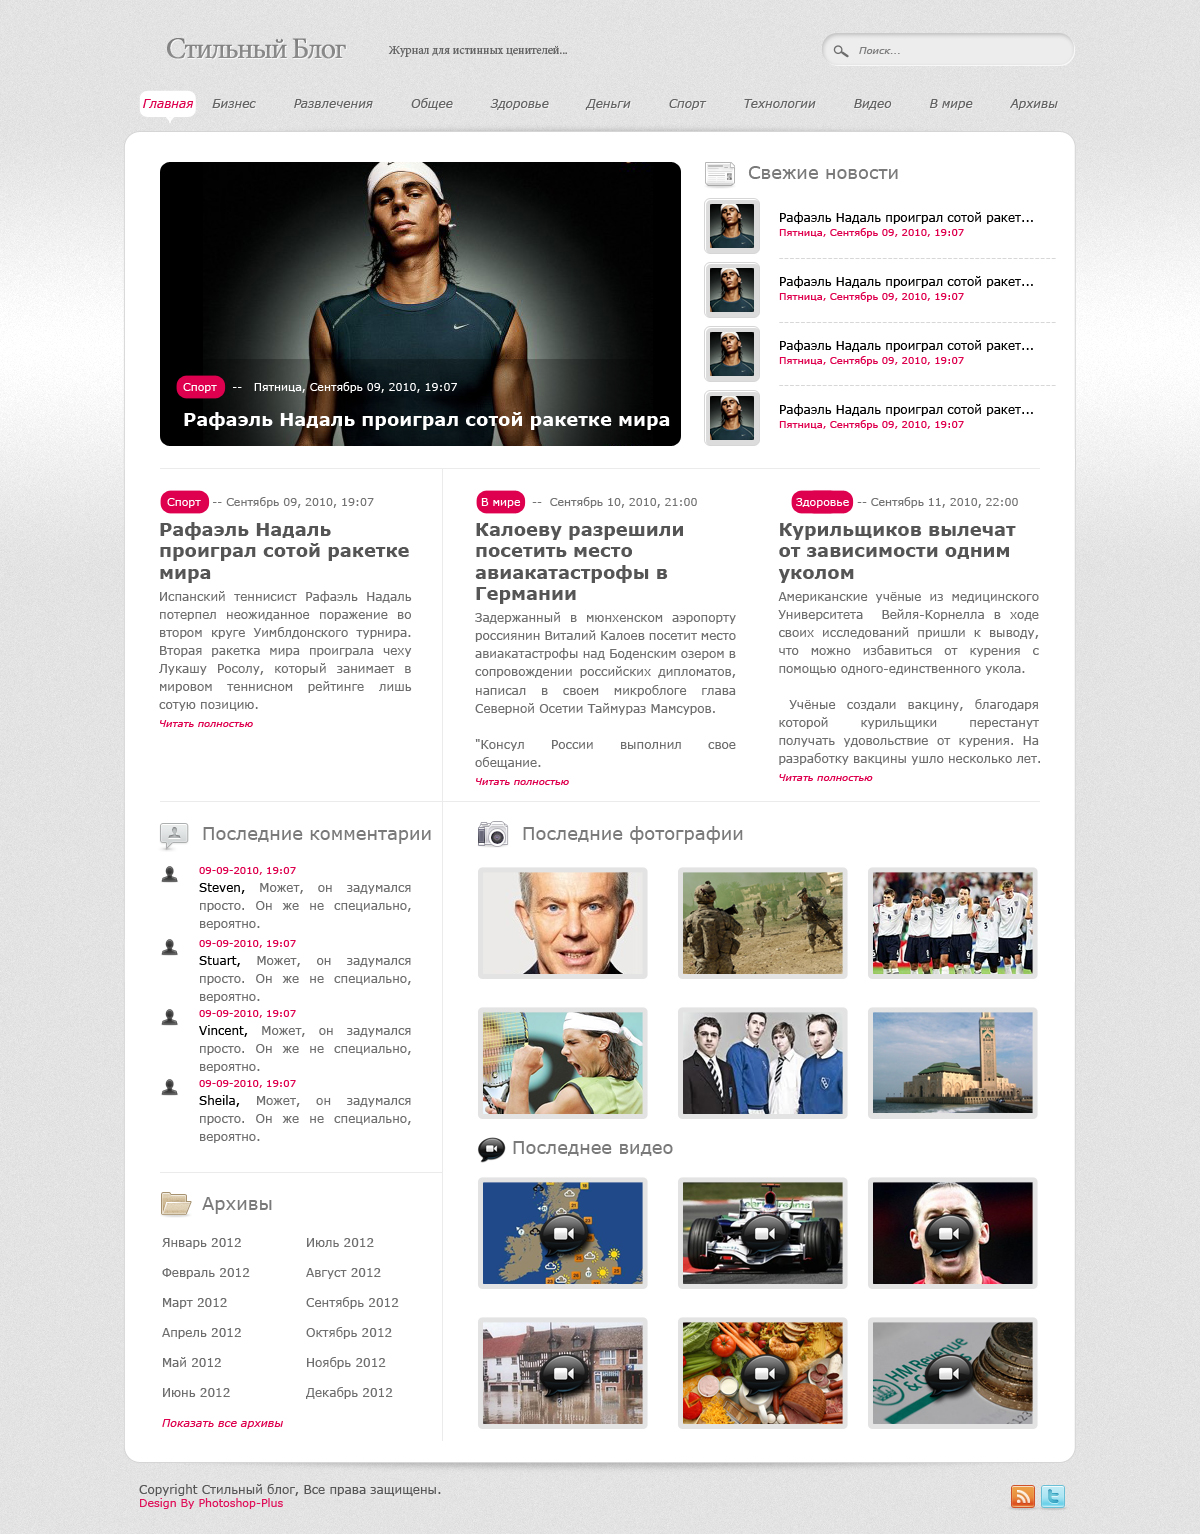 Стильный Блог
Журнал для истинных ценителей...
Поиск...
Главная Бизнес Развлечения Общее Здоровье Деньги Спорт Технологии Видео В мире Архивы
Спорт -- Пятница, Сентябрь 09, 2010, 19:07
Рафаэль Надаль проиграл сотой ракетке мира
Свежие новости
Рафаэль Надаль проиграл сотой ракет...
Пятница, Сентябрь 09, 2010, 19:07
Рафаэль Надаль проиграл сотой ракет...
Пятница, Сентябрь 09, 2010, 19:07
Рафаэль Надаль проиграл сотой ракет...
Пятница, Сентябрь 09, 2010, 19:07
Рафаэль Надаль проиграл сотой ракет...
Пятница, Сентябрь 09, 2010, 19:07
Спорт -- Сентябрь 09, 2010, 19:07
Рафаэль Надаль
проиграл сотой ракетке
мира
Испанский теннисист Рафаэль Надаль
потерпел неожиданное поражение во
втором круге Уимблдонского турнира.
Вторая ракетка мира проиграла чеху
Лукашу Росолу, который занимает в
мировом теннисном рейтинге лишь
сотую позицию.
Читать полностью
В мире -- Сентябрь 10, 2010, 21:00
Калоеву разрешили
посетить место
авиакатастрофы в
Германии
Задержанный в мюнхенском аэропорту
россиянин Виталий Калоев посетит место
авиакатастрофы над Боденским озером в
сопровождении российских дипломатов,
написал в своем микроблоге глава
Северной Осетии Таймураз Мамсуров.
"Консул России выполнил свое
обещание.
Читать полностью
Здоровье -- Сентябрь 11, 2010, 22:00
Курильщиков вылечат
от зависимости одним
уколом
Американские учёные из медицинского
Университета Вейля-Корнелла в ходе
своих исследований пришли к выводу,
что можно избавиться от курения с
помощью одного-единственного укола.
Учёные создали вакцину, благодаря
которой курильщики перестанут
получать удовольствие от курения. На
разработку вакцины ушло несколько лет.
Читать полностью
Последние комментарии
09-09-2010, 19:07
Steven, Может, он задумался
просто. Он же не специально,
вероятно.
09-09-2010, 19:07
Stuart, Может, он задумался
просто. Он же не специально,
вероятно.
09-09-2010, 19:07
Vincent, Может, он задумался
просто. Он же не специально,
вероятно.
09-09-2010, 19:07
Sheila, Может, он задумался
просто. Он же не специально,
вероятно.
Архивы
Январь 2012 Июль 2012
Февраль 2012 Август 2012
Март 2012 Сентябрь 2012
Апрель 2012 Октябрь 2012
Май 2012 Ноябрь 2012
Июнь 2012 Декабрь 2012
Показать все архивы
Последние фотографии
Последнее видео
HM Revenue
&
Copyright Стильный блог, Все права защищены.
Design By Photoshop-Plus